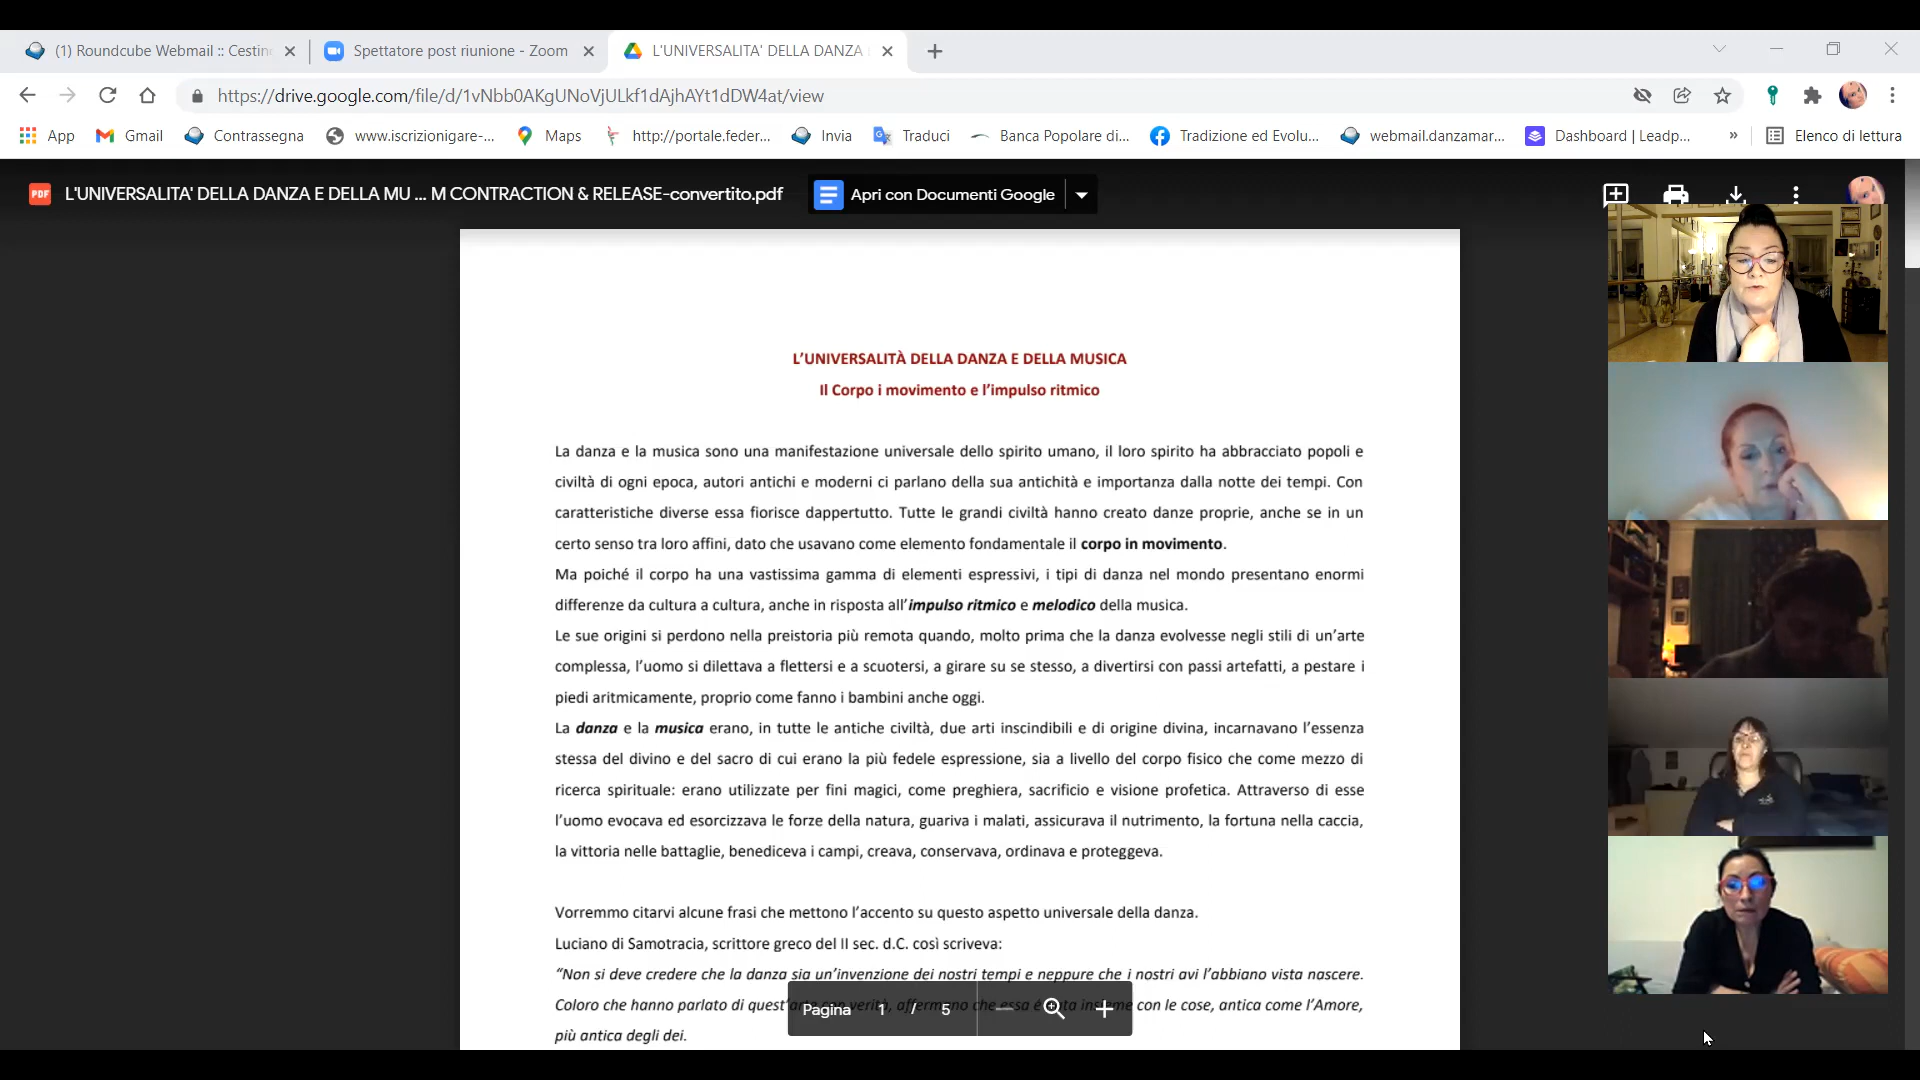 (1) Roundcube Webmail :: Cestin
Spettatore post riunione - Zoom
L'UNIVERSALITA' DELLA DANZA
https://drive.google.com/file/d/1vNbb0AKgUNoVjULkf1dAjhAYt1dDW4at/view
App
Gmail
Contrassegna
www.iscrizionigare-...
Maps
http://portale.feder...
Invia
Traduci
Banca Popolare di...
Tradizione ed Evolu...
webmail.danzamar...
Dashboard | Leadp...
»
Elenco di lettura
PDF
L'UNIVERSALITA' DELLA DANZA E DELLA MU ... M CONTRACTION & RELEASE-convertito.pdf
Apri con Documenti Google
L’UNIVERSALITÀ DELLA DANZA E DELLA MUSICA
Il Corpo i movimento e l’impulso ritmico
La danza e la musica sono una manifestazione universale dello spirito umano, il loro spirito ha abbracciato popoli e
civiltà di ogni epoca, autori antichi e moderni ci parlano della sua antichità e importanza dalla notte dei tempi. Con
caratteristiche diverse essa fiorisce dappertutto. Tutte le grandi civiltà hanno creato danze proprie, anche se in un
certo senso tra loro affini, dato che usavano come elemento fondamentale il corpo in movimento.
Ma poiché il corpo ha una vastissima gamma di elementi espressivi, i tipi di danza nel mondo presentano enormi
differenze da cultura a cultura, anche in risposta all’impulso ritmico e melodico della musica.
Le sue origini si perdono nella preistoria più remota quando, molto prima che la danza evolvesse negli stili di un’arte
complessa, l’uomo si dilettava a flettersi e a scuotersi, a girare su se stesso, a divertirsi con passi artefatti, a pestare i
piedi aritmicamente, proprio come fanno i bambini anche oggi.
La danza e la musica erano, in tutte le antiche civiltà, due arti inscindibili e di origine divina, incarnavano l’essenza
stessa del divino e del sacro di cui erano la più fedele espressione, sia a livello del corpo fisico che come mezzo di
ricerca spirituale: erano utilizzate per fini magici, come preghiera, sacrificio e visione profetica. Attraverso di esse
l’uomo evocava ed esorcizzava le forze della natura, guariva i malati, assicurava il nutrimento, la fortuna nella caccia,
la vittoria nelle battaglie, benediceva i campi, creava, conservava, ordinava e proteggeva.
Vorremmo citarvi alcune frasi che mettono l’accento su questo aspetto universale della danza.
Luciano di Samotracia, scrittore greco del II sec. d.C. così scriveva:
“Non si deve credere che la danza sia un’invenzione dei nostri tempi e neppure che i nostri avi l’abbiano vista nascere.
Coloro che hanno parlato di quest’arte con verità, affermano che essa è nata insieme con le cose, antica come l’Amore,
più antica degli dei.
Pagina 1 / 5